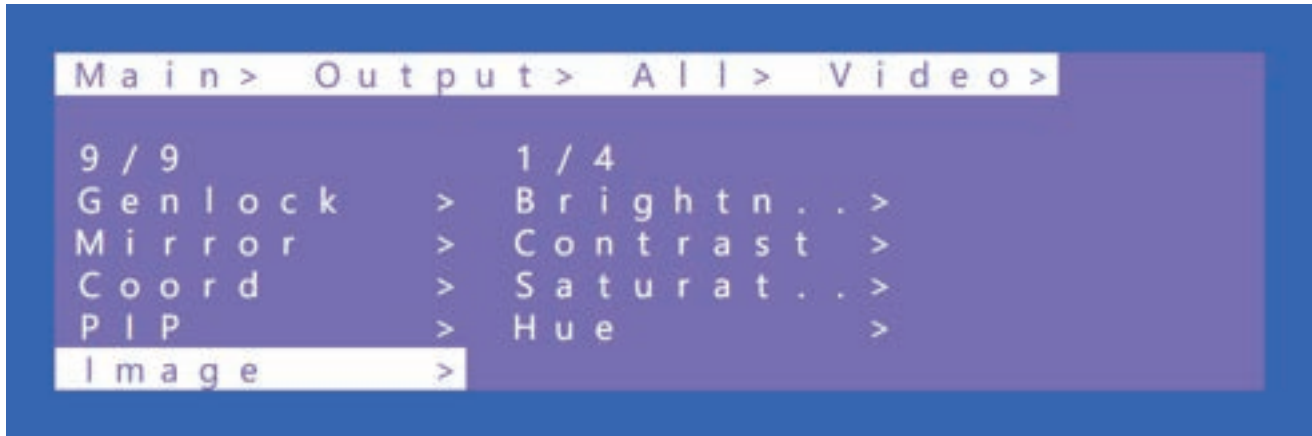 Main> Output> All> Video>
9/9 1/4
Genlock > Brightn..>
Mirror > Contrast >
Coord > Saturat..>
PIP > Hue >
Image >